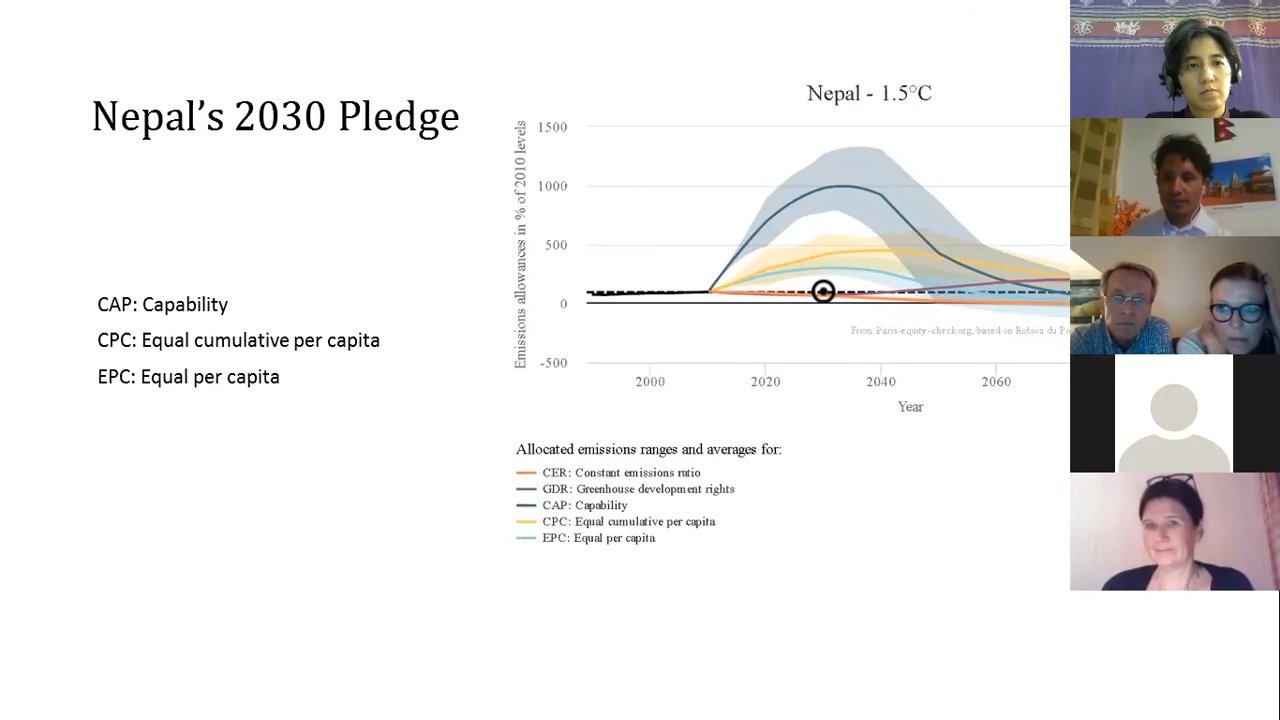 Nepal's 2030 Pledge
CAP: Capability
CPC: Equal cumulative per capita
EPC: Equal per capita
Nepal - 1.5°C
Emissions allowances in % of 2010 levels
1500
1000
500
0
-500
2000
2020
2040
2060
Year
From Paris-equity-check.org, based on Robiou du
Allocated emissions ranges and averages for:
CER: Constant emissions ratio
GDR: Greenhouse development rights
CAP: Capability
CPC: Equal cumulative per capita
EPC: Equal per capita